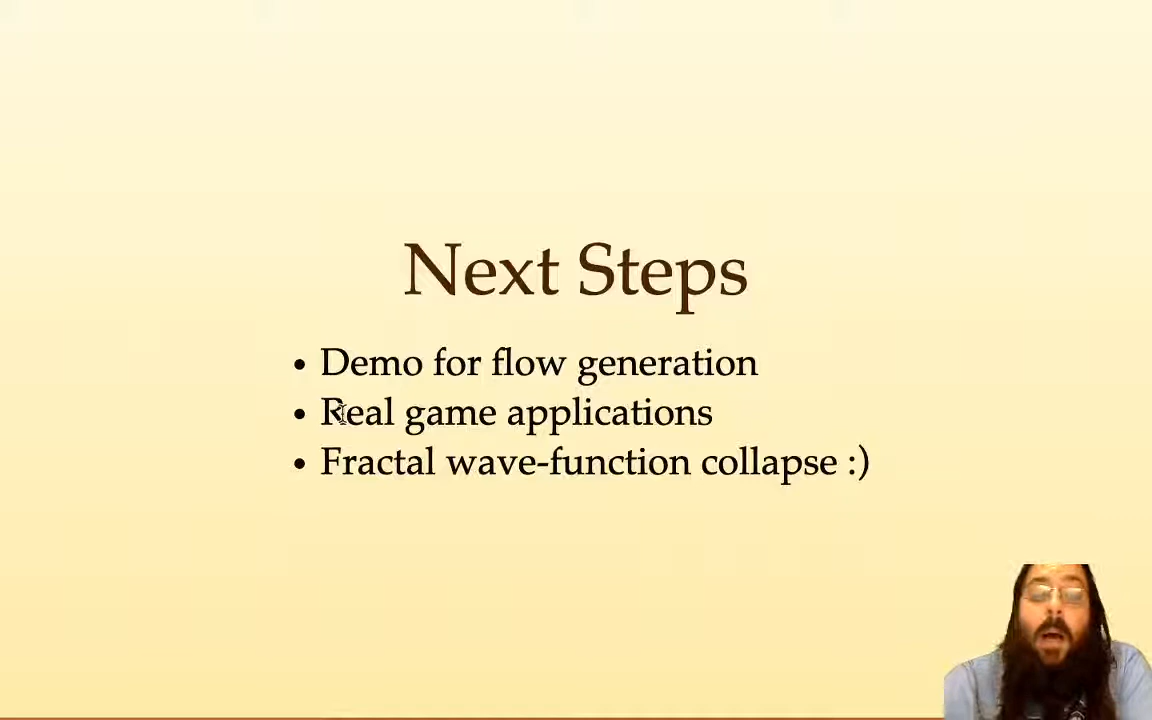 Next Steps
• Demo for flow generation
• Real game applications
• Fractal wave-function collapse :)